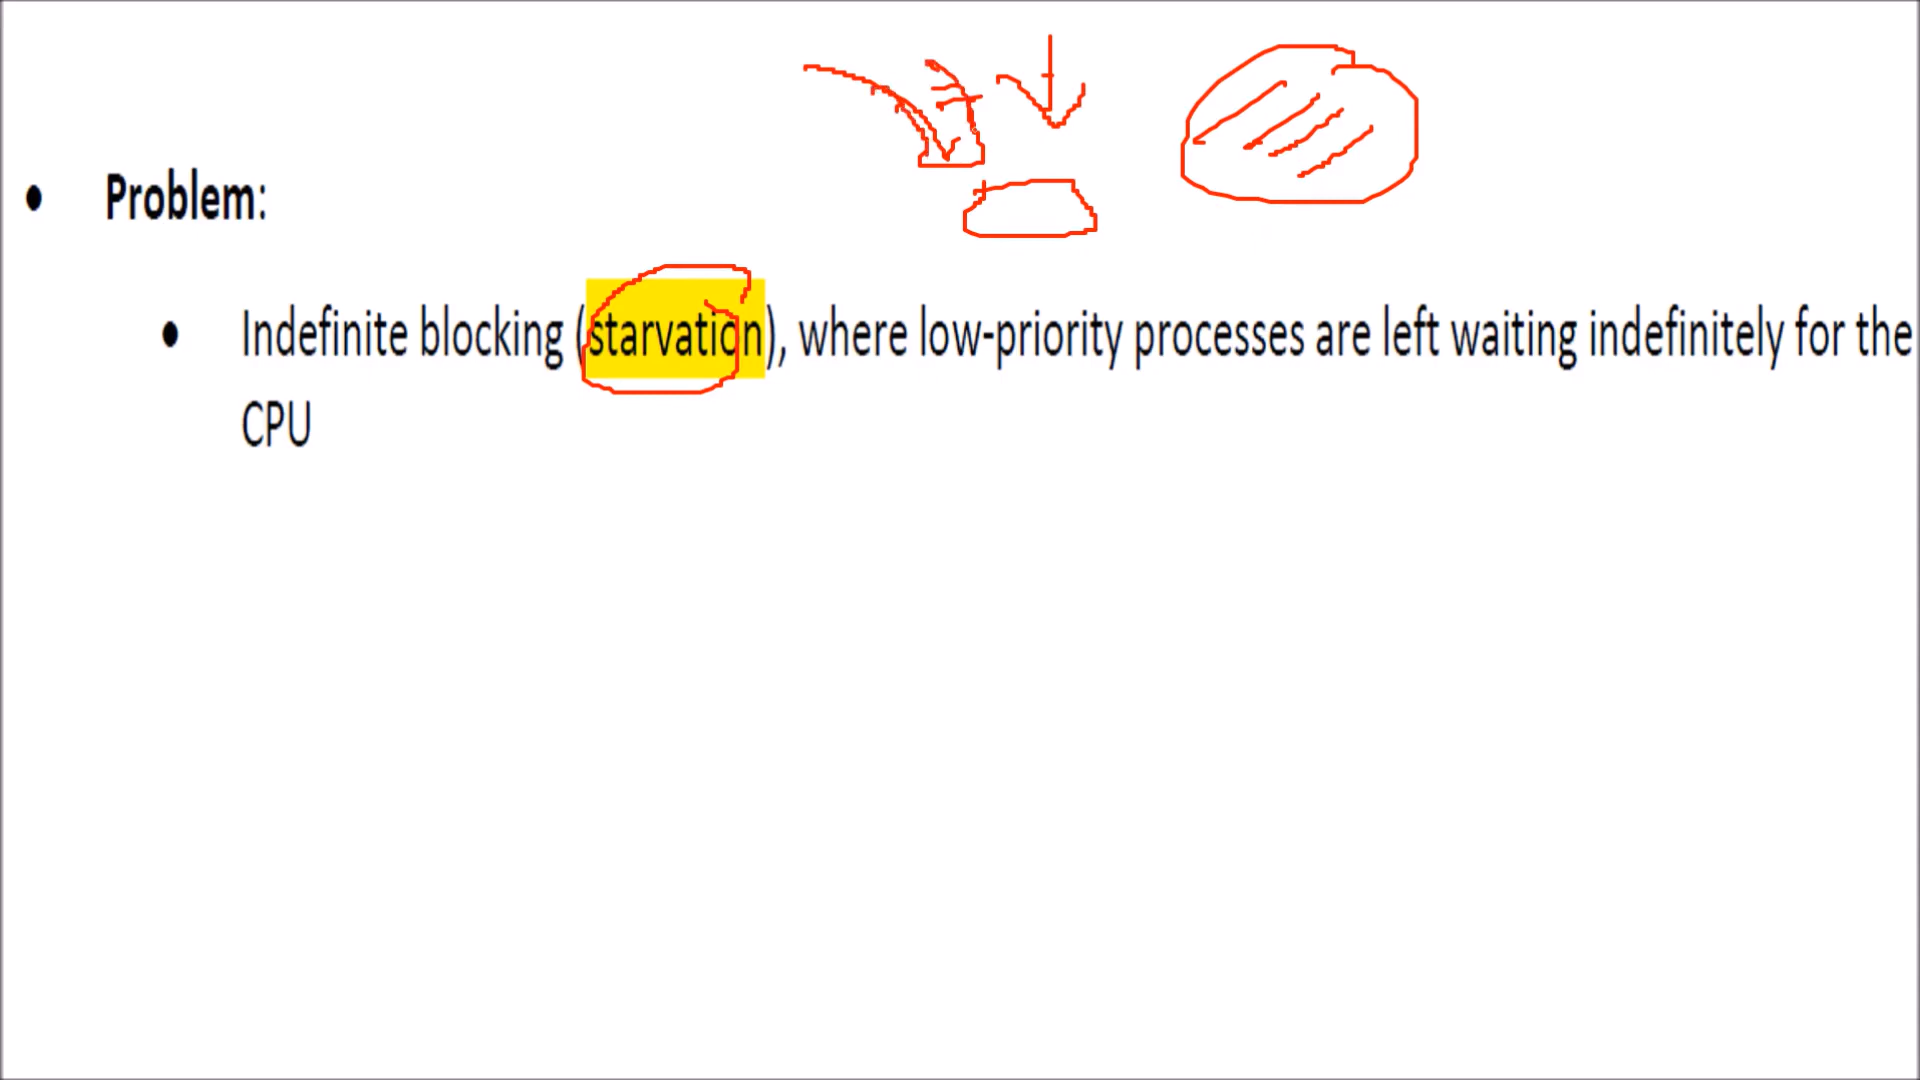 • Problem:
• Indefinite blocking (starvation), where low-priority processes are left waiting indefinitely for the
CPU